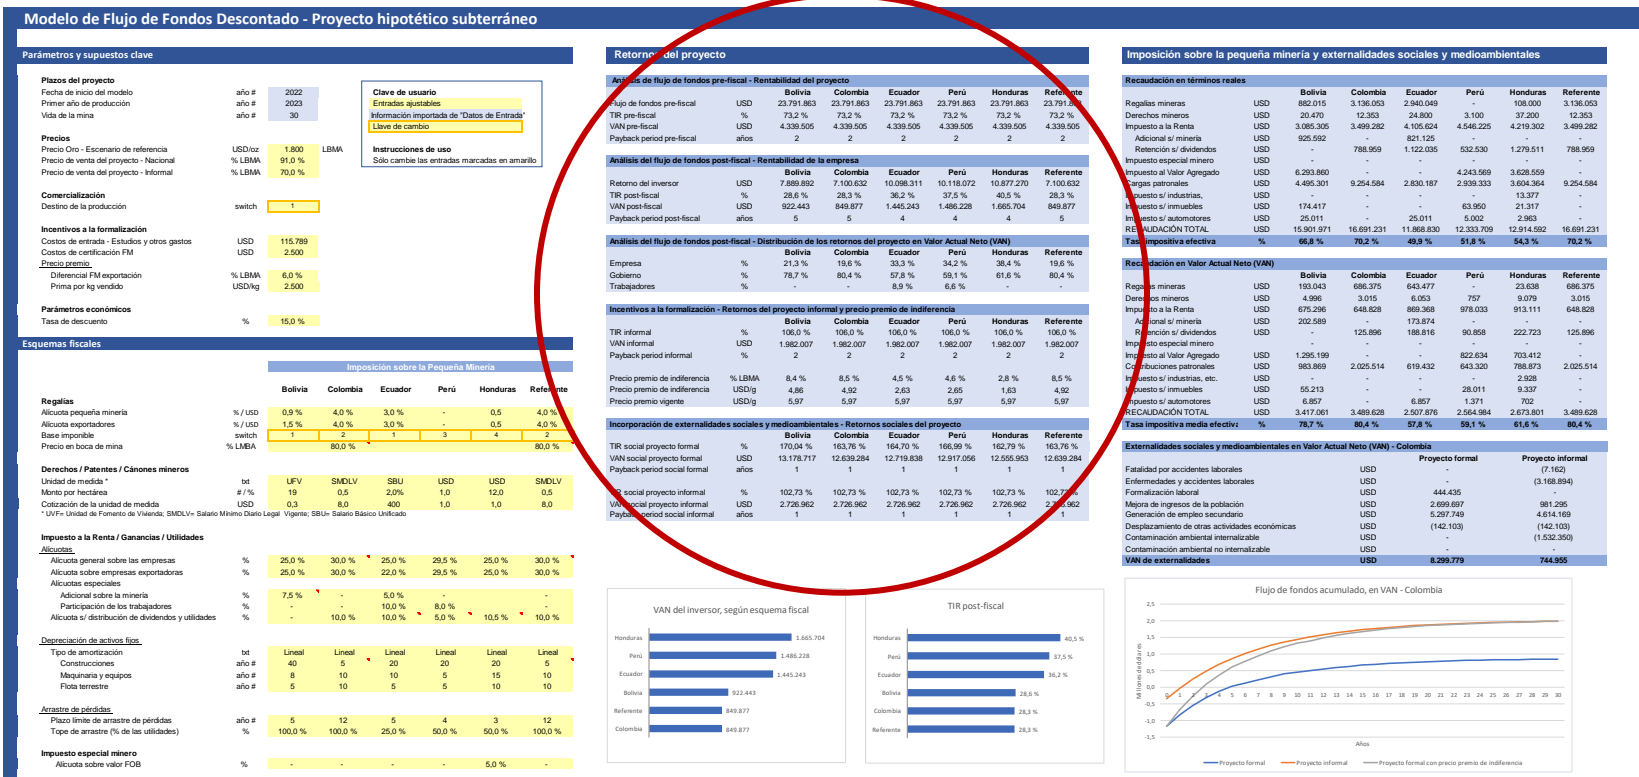 Modelo de Flujo de Fondos Descontado - Proyecto hipotético subterráneo
Parámetros y supuestos clave
Plazos del proyecto
Fecha de inicio del modelo año # 2022
Primer año de producción año # 2023
Vida de la mina año # 30
Precios
Precio Oro - Escenario de referencia USD/oz 1.800 LBMA
Precio de venta del proyecto - Nacional % LBMA 91,0 %
Precio de venta del proyecto - Informal % LBMA 70,0 %
Comercialización
Destino de la producción switch 1
Incentivos a la formalización
Costos de entrada - Estudios y otros gastos USD 115.789
Costos de certificación FM USD 2.500
Precio premio
Diferencial FM exportación % LBMA 6,0 %
Prima por kg vendido USD/kg 2.500
Parámetros económicos
Tasa de descuento % 15,0 %
Clave de usuario
Entradas ajustables
Información importada de "Datos de Entrada"
Llave de cambio
Instrucciones de uso
Sólo cambie las entradas marcadas en amarillo
Esquemas fiscales
Imposición sobre la Pequeña Minería
Bolivia Colombia Ecuador Perú Honduras Referente
Regalías
Alícuota pequeña minería % / USD 0,9 % 4,0 % 3,0 % - 0,5 4,0 %
Alícuota exportadores % / USD 1,5 % 4,0 % 3,0 % - 0,5 4,0 %
Base imponible switch 1 2 1 3 4 2
Precio en boca de mina % LMBA 80,0 % 80,0 %
Derechos / Patentes / Cánones mineros
Unidad de medida * txt UFV SMDLV SBU USD USD SMDLV
Monto por hectárea # / % 19 0,5 2,0% 1,0 12,0 0,5
Cotización de la unidad de medida USD 0,3 8,0 400 1,0 1,0 8,0
* UVF= Unidad de Fomento de Vivienda; SMDLV= Salario Mínimo Diario Legal Vigente; SBU= Salario Básico Unificado
Impuesto a la Renta / Ganancias / Utilidades
Alícuotas
Alícuota general sobre las empresas % 25,0 % 30,0 % 25,0 % 29,5 % 25,0 % 30,0 %
Alícuota sobre empresas exportadoras % 25,0 % 30,0 % 22,0 % 29,5 % 25,0 % 30,0 %
Alícuotas especiales
Adicional sobre la minería % 7,5 % - 5,0 % -
Participación de los trabajadores % - - 10,0 % 8,0 % -
Alícuota s/ distribución de dividendos y utilidades % - 10,0 % 10,0 % 5,0 % 10,5 % 10,0 %
Depreciación de activos fijos
Tipo de amortización txt Lineal Lineal Lineal Lineal Lineal Lineal
Construcciones año # 40 5 20 20 20 5
Maquinaria y equipos año # 8 10 10 5 15 10
Flota terrestre año # 5 10 5 5 10 10
Arrastre de pérdidas
Plazo límite de arrastre de pérdidas año # 5 12 5 4 3 12
Tope de arrastre (% de las utilidades) % 100,0 % 100,0 % 25,0 % 50,0 % 50,0 % 100,0 %
Impuesto especial minero
Alícuota sobre valor FOB % - - - - 5,0 % -
Retornos del proyecto
Análisis de flujo de fondos pre-fiscal - Rentabilidad del proyecto
Bolivia Colombia Ecuador Perú Honduras Referente
Flujo de fondos pre-fiscal USD 23.791.863 23.791.863 23.791.863 23.791.863 23.791.863 23.791.863
TIR pre-fiscal % 73,2 % 73,2 % 73,2 % 73,2 % 73,2 % 73,2 %
VAN pre-fiscal USD 4.339.505 4.339.505 4.339.505 4.339.505 4.339.505 4.339.505
Payback period pre-fiscal años 2 2 2 2 2 2
Análisis del flujo de fondos post-fiscal - Rentabilidad de la empresa
Bolivia Colombia Ecuador Perú Honduras Referente
Retorno del inversor USD 7.889.892 7.100.632 10.098.311 10.118.072 10.877.270 7.100.632
TIR post-fiscal % 28,6 % 28,3 % 36,2 % 37,5 % 40,5 % 28,3 %
VAN post-fiscal USD 922.443 849.877 1.445.243 1.486.228 1.665.704 849.877
Payback period post-fiscal años 5 5 4 4 4 5
Análisis del flujo de fondos post-fiscal - Distribución de los retornos del proyecto en Valor Actual Neto (VAN)
Bolivia Colombia Ecuador Perú Honduras Referente
Empresa % 21,3 % 19,6 % 33,3 % 34,2 % 38,4 % 19,6 %
Gobierno % 78,7 % 80,4 % 57,8 % 59,1 % 61,6 % 80,4 %
Trabajadores % - - 8,9 % 6,6 % - -
Incentivos a la formalización - Retornos del proyecto informal y precio premio de indiferencia
Bolivia Colombia Ecuador Perú Honduras Referente
TIR informal % 106,0 % 106,0 % 106,0 % 106,0 % 106,0 % 106,0 %
VAN informal USD 1.982.007 1.982.007 1.982.007 1.982.007 1.982.007 1.982.007
Payback period informal % 2 2 2 2 2 2
Precio premio de indiferencia % LBMA 8,4 % 8,5 % 4,5 % 4,6 % 2,8 % 8,5 %
Precio premio de indiferencia USD/g 4,86 4,92 2,63 2,65 1,63 4,92
Precio premio vigente USD/g 5,97 5,97 5,97 5,97 5,97 5,97
Incorporación de externalidades sociales y medioambientales - Retornos sociales del proyecto
Bolivia Colombia Ecuador Perú Honduras Referente
TIR social proyecto formal % 170,04 % 163,76 % 164,70 % 166,99 % 162,79 % 163,76 %
VAN social proyecto formal USD 13.178.717 12.639.284 12.719.838 12.917.056 12.555.953 12.639.284
Payback period social formal años 1 1 1 1 1 1
TIR social proyecto informal % 102,73 % 102,73 % 102,73 % 102,73 % 102,73 % 102,73 %
VAN social proyecto informal USD 2.726.962 2.726.962 2.726.962 2.726.962 2.726.962 2.726.962
Payback period social informal años 1 1 1 1 1 1
VAN del inversor, según esquema fiscal
Honduras 1.665.704
Perú 1.486.228
Ecuador 1.445.243
Bolivia 922.443
Referente 849.877
Colombia 849.877
TIR post-fiscal
Honduras 40,5 %
Perú 37,5 %
Ecuador 36,2 %
Bolivia 28,6 %
Colombia 28,3 %
Referente 28,3 %
Imposición sobre la pequeña minería y externalidades sociales y medioambientales
Recaudación en términos reales
Bolivia Colombia Ecuador Perú Honduras Referente
Regalías mineras USD 882.015 3.136.053 2.940.049 - 108.000 3.136.053
Derechos mineros USD 20.470 12.353 24.800 3.100 37.200 12.353
Impuesto a la Renta USD 3.085.305 3.499.282 4.105.624 4.546.225 4.219.302 3.499.282
Adicional s/ minería USD 925.592 - 821.125 - - -
Retención s/ dividendos USD - 788.959 1.122.035 532.530 1.279.511 788.959
Impuesto especial minero USD - - - - - -
Impuesto al Valor Agregado USD 6.293.860 - - 4.243.569 3.628.559 -
Cargas patronales USD 4.495.301 9.254.584 2.830.187 2.939.333 3.604.364 9.254.584
Impuesto s/ industrias, USD - - - - 13.377 -
Impuesto s/ inmuebles USD 174.417 - - 63.950 21.317 -
Impuesto s/ automotores USD 25.011 - 25.011 5.002 2.963 -
RECAUDACIÓN TOTAL USD 15.901.971 16.691.231 11.868.830 12.333.709 12.914.592 16.691.231
Tasa impositiva efectiva % 66,8 % 70,2 % 49,9 % 51,8 % 54,3 % 70,2 %
Recaudación en Valor Actual Neto (VAN)
Bolivia Colombia Ecuador Perú Honduras Referente
Regalías mineras USD 193.043 686.375 643.477 - 23.638 686.375
Derechos mineros USD 4.996 3.015 6.053 757 9.079 3.015
Impuesto a la Renta USD 675.296 648.828 869.368 978.033 913.111 648.828
Adicional s/ minería USD 202.589 - 173.874 - - -
Retención s/ dividendos USD - 125.896 188.816 90.858 222.723 125.896
Impuesto especial minero USD - - - - - -
Impuesto al Valor Agregado USD 1.295.199 - - 822.634 703.412 -
Contribuciones patronales USD 983.869 2.025.514 619.432 643.320 788.873 2.025.514
Impuesto s/ industrias, etc. USD - - - - 2.928 -
Impuesto s/ inmuebles USD 55.213 - - 28.011 9.337 -
Impuesto s/ automotores USD 6.857 - 6.857 1.371 702 -
RECAUDACIÓN TOTAL USD 3.417.061 3.489.628 2.507.876 2.564.984 2.673.801 3.489.628
Tasa impositiva media efectiva % 78,7 % 80,4 % 57,8 % 59,1 % 61,6 % 80,4 %
Externalidades sociales y medioambientales en Valor Actual Neto (VAN) - Colombia
Proyecto formal Proyecto informal
Fatalidad por accidentes laborales USD - (7.162)
Enfermedades y accidentes laborales USD - (3.168.894)
Formalización laboral USD 444.435 -
Mejora de ingresos de la población USD 2.699.697 981.295
Generación de empleo secundario USD 5.297.749 4.614.169
Desplazamiento de otras actividades económicas USD (142.103) (142.103)
Contaminación ambiental internalizable USD - (1.532.350)
Contaminación ambiental no internalizable USD - -
VAN de externalidades USD 8.299.779 744.955
Flujo de fondos acumulado, en VAN - Colombia
Millones de dólares
2,5
2,0
1,5
1,0
0,5
0,0
-0,5
-1,0
-1,5
0 1 2 3 4 5 6 7 8 9 10 11 12 13 14 15 16 17 18 19 20 21 22 23 24 25 26 27 28 29 30
Años
Proyecto formal Proyecto informal Proyecto formal con precio premio de indiferencia